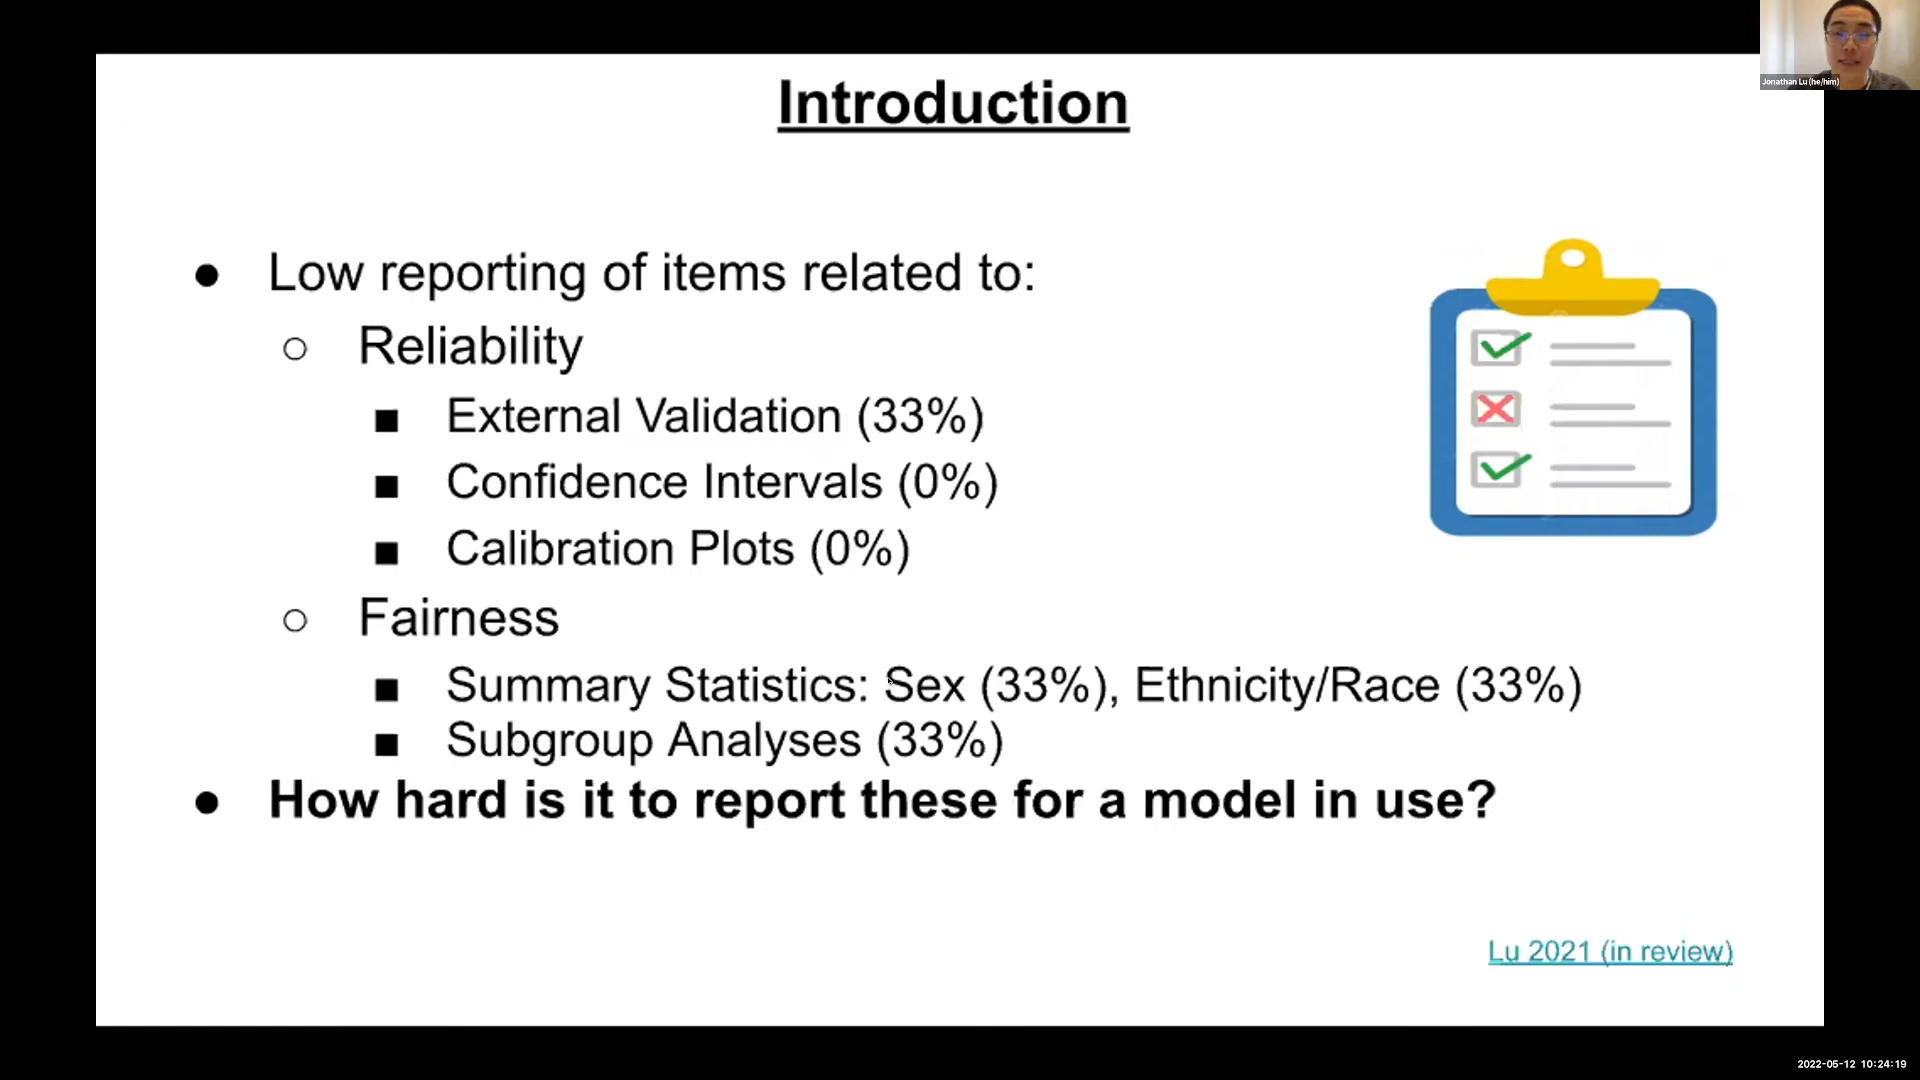 Jonathan Lu (he/him)
Introduction
● Low reporting of items related to:
○ Reliability
■ External Validation (33%)
■ Confidence Intervals (0%)
■ Calibration Plots (0%)
○ Fairness
■ Summary Statistics: Sex (33%), Ethnicity/Race (33%)
■ Subgroup Analyses (33%)
● How hard is it to report these for a model in use?
Lu 2021 (in review)
2022-05-12 10:24:19